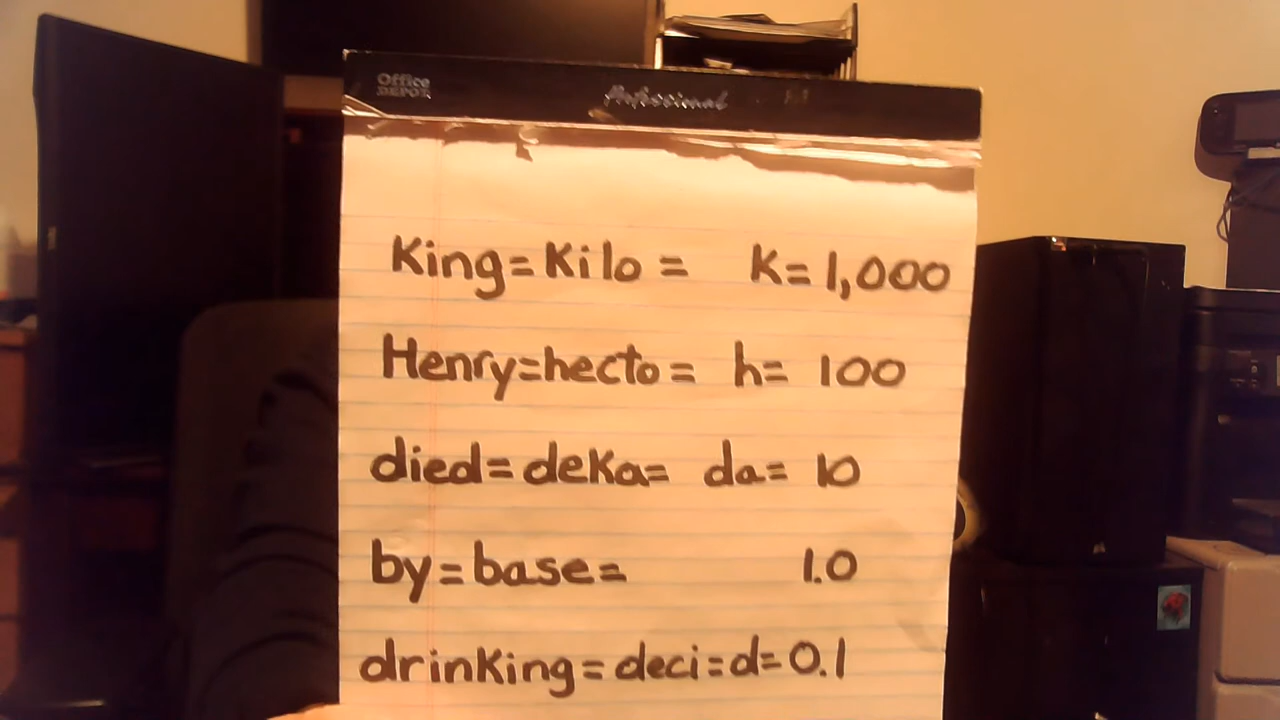 Office
DEPOT
Professional
King=Kilo= K=1,000
Henry=hecto= h= 100
died=deKa= da= 10
by=base= 1.0
drinKing=deci=d=0.1